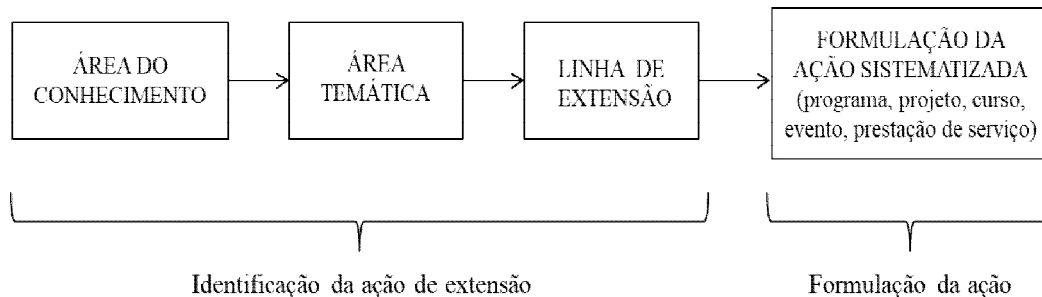 ÁREA DO
CONHECIMENTO
ÁREA
TEMÁTICA
LINHA DE
EXTENSÃO
FORMULAÇÃO DA
AÇÃO SISTEMATIZADA
(programa, projeto, curso,
evento, prestação de serviço)
Identificação da ação de extensão
Formulação da ação